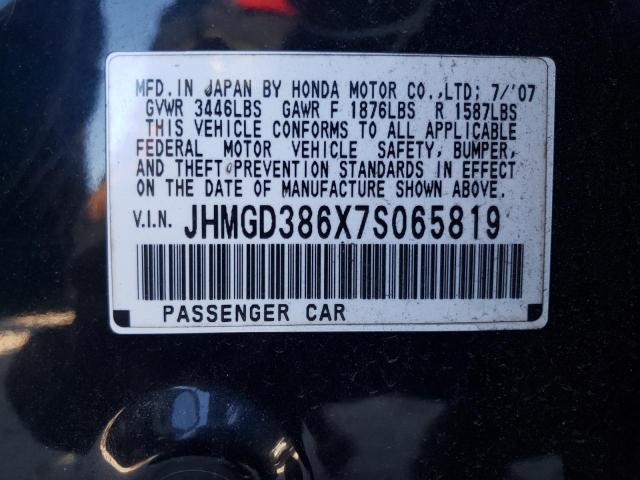 MFD. IN JAPAN BY HONDA MOTOR CO.,LTD; 7/'07
GVWR 3446LBS GAWR F 1876LBS R 1587LBS
THIS VEHICLE CONFORMS TO ALL APPLICABLE
FEDERAL MOTOR VEHICLE SAFETY, BUMPER,
AND THEFT PREVENTION STANDARDS IN EFFECT
ON THE DATE OF MANUFACTURE SHOWN ABOVE.
V.I.N. JHMGD386X7S065819
PASSENGER CAR